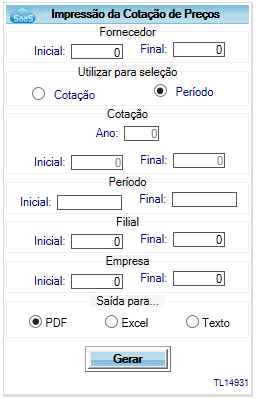 SaaS Impressão da Cotação de Preços
Fornecedor
Inicial: 0 Final: 0
Utilizar para seleção
Cotação Período
Cotação
Ano: 0
Inicial: 0 Final: 0
Período
Inicial: Final:
Filial
Inicial: 0 Final: 0
Empresa
Inicial: 0 Final: 0
Saída para...
PDF Excel Texto
Gerar
TL14931